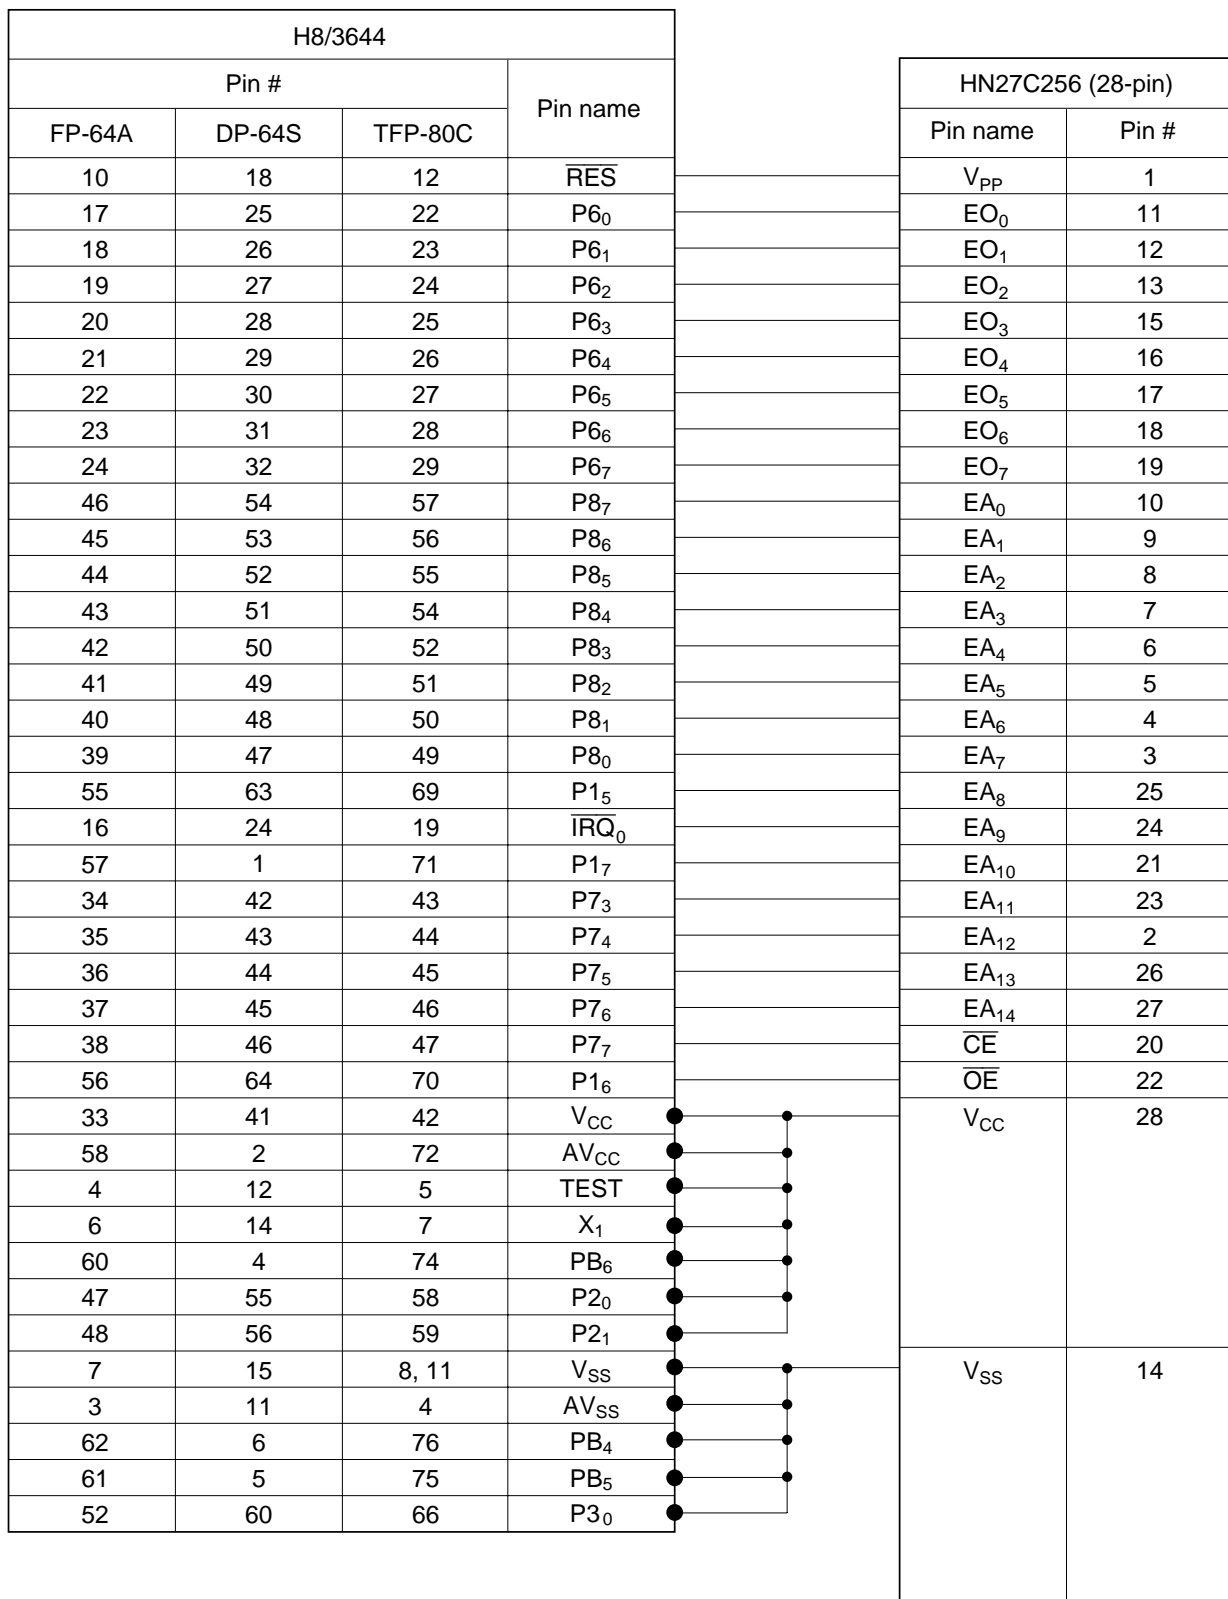 H8/3644
Pin #
Pin name
HN27C256 (28-pin)
FP-64A DP-64S TFP-80C
Pin name Pin #
10 18 12 R̅E̅S̅ V_PP 1
17 25 22 P6₀ EO₀ 11
18 26 23 P6₁ EO₁ 12
19 27 24 P6₂ EO₂ 13
20 28 25 P6₃ EO₃ 15
21 29 26 P6₄ EO₄ 16
22 30 27 P6₅ EO₅ 17
23 31 28 P6₆ EO₆ 18
24 32 29 P6₇ EO₇ 19
46 54 57 P8₇ EA₀ 10
45 53 56 P8₆ EA₁ 9
44 52 55 P8₅ EA₂ 8
43 51 54 P8₄ EA₃ 7
42 50 52 P8₃ EA₄ 6
41 49 51 P8₂ EA₅ 5
40 48 50 P8₁ EA₆ 4
39 47 49 P8₀ EA₇ 3
55 63 69 P1₅ EA₈ 25
16 24 19 I̅R̅Q̅₀ EA₉ 24
57 1 71 P1₇ EA₁₀ 21
34 42 43 P7₃ EA₁₁ 23
35 43 44 P7₄ EA₁₂ 2
36 44 45 P7₅ EA₁₃ 26
37 45 46 P7₆ EA₁₄ 27
38 46 47 P7₇ C̅E̅ 20
56 64 70 P1₆ O̅E̅ 22
33 41 42 V_CC V_CC 28
58 2 72 AV_CC
4 12 5 TEST
6 14 7 X₁
60 4 74 PB₆
47 55 58 P2₀
48 56 59 P2₁
7 15 8, 11 V_SS V_SS 14
3 11 4 AV_SS
62 6 76 PB₄
61 5 75 PB₅
52 60 66 P3₀